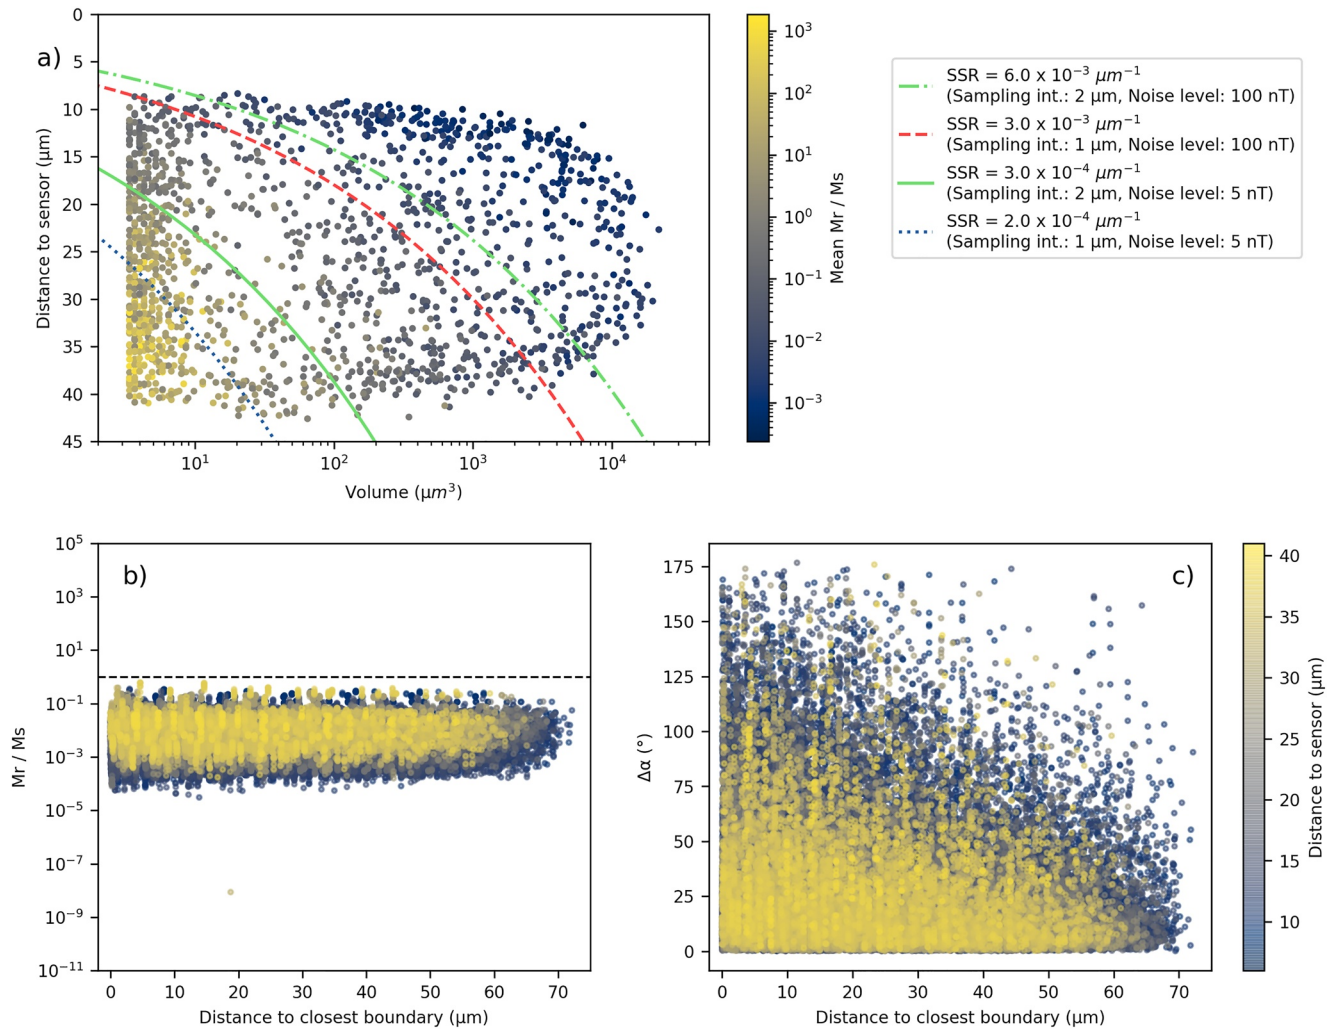 a)
0
5
10
15
20
25
30
35
40
45
Distance to sensor (µm)
10¹
10²
10³
10⁴
Volume (µm³)
10³
10²
10¹
10⁰
10⁻¹
10⁻²
10⁻³
Mean Mr / Ms
SSR = 6.0 x 10⁻³ µm⁻¹
(Sampling int.: 2 µm, Noise level: 100 nT)
SSR = 3.0 x 10⁻³ µm⁻¹
(Sampling int.: 1 µm, Noise level: 100 nT)
SSR = 3.0 x 10⁻⁴ µm⁻¹
(Sampling int.: 2 µm, Noise level: 5 nT)
SSR = 2.0 x 10⁻⁴ µm⁻¹
(Sampling int.: 1 µm, Noise level: 5 nT)
b)
10⁵
10³
10¹
10⁻¹
10⁻³
10⁻⁵
10⁻⁷
10⁻⁹
10⁻¹¹
Mr / Ms
0 10 20 30 40 50 60 70
Distance to closest boundary (µm)
c)
175
150
125
100
75
50
25
0
Δα (°)
0 10 20 30 40 50 60 70
Distance to closest boundary (µm)
40
35
30
25
20
15
10
Distance to sensor (µm)